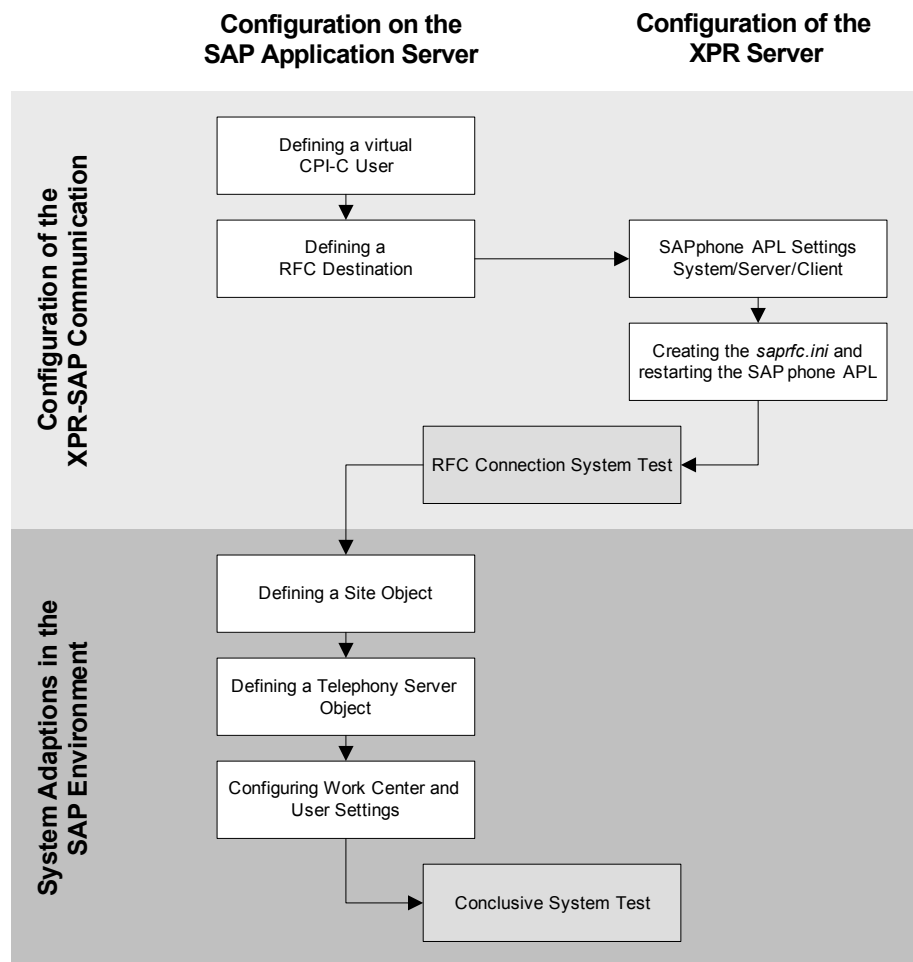 Configuration on the
SAP Application Server
Configuration of the
XPR Server
Configuration of the
XPR-SAP Communication
Defining a virtual
CPI-C User
Defining a
RFC Destination
SAPphone APL Settings
System/Server/Client
Creating the saprfc.ini and
restarting the SAPphone APL
RFC Connection System Test
System Adaptions in the
SAP Environment
Defining a Site Object
Defining a Telephony Server
Object
Configuring Work Center and
User Settings
Conclusive System Test